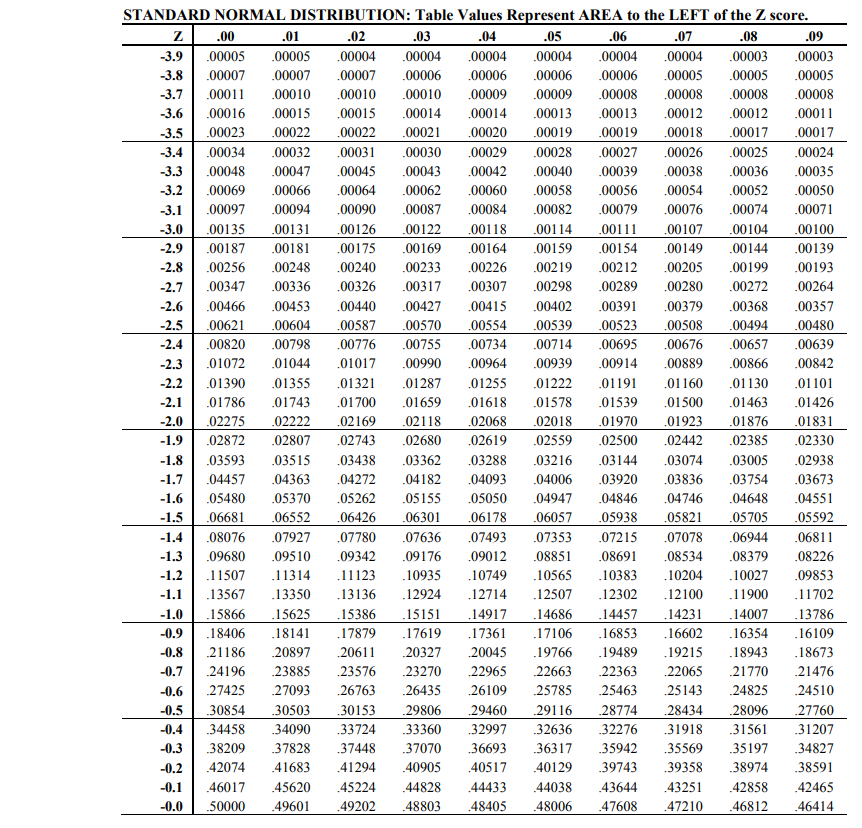 STANDARD NORMAL DISTRIBUTION: Table Values Represent AREA to the LEFT of the Z score.
Z .00 .01 .02 .03 .04 .05 .06 .07 .08 .09
-3.9 .00005 .00005 .00004 .00004 .00004 .00004 .00004 .00004 .00003 .00003
-3.8 .00007 .00007 .00007 .00006 .00006 .00006 .00006 .00005 .00005 .00005
-3.7 .00011 .00010 .00010 .00010 .00009 .00009 .00008 .00008 .00008 .00008
-3.6 .00016 .00015 .00015 .00014 .00014 .00013 .00013 .00012 .00012 .00011
-3.5 .00023 .00022 .00022 .00021 .00020 .00019 .00019 .00018 .00017 .00017
-3.4 .00034 .00032 .00031 .00030 .00029 .00028 .00027 .00026 .00025 .00024
-3.3 .00048 .00047 .00045 .00043 .00042 .00040 .00039 .00038 .00036 .00035
-3.2 .00069 .00066 .00064 .00062 .00060 .00058 .00056 .00054 .00052 .00050
-3.1 .00097 .00094 .00090 .00087 .00084 .00082 .00079 .00076 .00074 .00071
-3.0 .00135 .00131 .00126 .00122 .00118 .00114 .00111 .00107 .00104 .00100
-2.9 .00187 .00181 .00175 .00169 .00164 .00159 .00154 .00149 .00144 .00139
-2.8 .00256 .00248 .00240 .00233 .00226 .00219 .00212 .00205 .00199 .00193
-2.7 .00347 .00336 .00326 .00317 .00307 .00298 .00289 .00280 .00272 .00264
-2.6 .00466 .00453 .00440 .00427 .00415 .00402 .00391 .00379 .00368 .00357
-2.5 .00621 .00604 .00587 .00570 .00554 .00539 .00523 .00508 .00494 .00480
-2.4 .00820 .00798 .00776 .00755 .00734 .00714 .00695 .00676 .00657 .00639
-2.3 .01072 .01044 .01017 .00990 .00964 .00939 .00914 .00889 .00866 .00842
-2.2 .01390 .01355 .01321 .01287 .01255 .01222 .01191 .01160 .01130 .01101
-2.1 .01786 .01743 .01700 .01659 .01618 .01578 .01539 .01500 .01463 .01426
-2.0 .02275 .02222 .02169 .02118 .02068 .02018 .01970 .01923 .01876 .01831
-1.9 .02872 .02807 .02743 .02680 .02619 .02559 .02500 .02442 .02385 .02330
-1.8 .03593 .03515 .03438 .03362 .03288 .03216 .03144 .03074 .03005 .02938
-1.7 .04457 .04363 .04272 .04182 .04093 .04006 .03920 .03836 .03754 .03673
-1.6 .05480 .05370 .05262 .05155 .05050 .04947 .04846 .04746 .04648 .04551
-1.5 .06681 .06552 .06426 .06301 .06178 .06057 .05938 .05821 .05705 .05592
-1.4 .08076 .07927 .07780 .07636 .07493 .07353 .07215 .07078 .06944 .06811
-1.3 .09680 .09510 .09342 .09176 .09012 .08851 .08691 .08534 .08379 .08226
-1.2 .11507 .11314 .11123 .10935 .10749 .10565 .10383 .10204 .10027 .09853
-1.1 .13567 .13350 .13136 .12924 .12714 .12507 .12302 .12100 .11900 .11702
-1.0 .15866 .15625 .15386 .15151 .14917 .14686 .14457 .14231 .14007 .13786
-0.9 .18406 .18141 .17879 .17619 .17361 .17106 .16853 .16602 .16354 .16109
-0.8 .21186 .20897 .20611 .20327 .20045 .19766 .19489 .19215 .18943 .18673
-0.7 .24196 .23885 .23576 .23270 .22965 .22663 .22363 .22065 .21770 .21476
-0.6 .27425 .27093 .26763 .26435 .26109 .25785 .25463 .25143 .24825 .24510
-0.5 .30854 .30503 .30153 .29806 .29460 .29116 .28774 .28434 .28096 .27760
-0.4 .34458 .34090 .33724 .33360 .32997 .32636 .32276 .31918 .31561 .31207
-0.3 .38209 .37828 .37448 .37070 .36693 .36317 .35942 .35569 .35197 .34827
-0.2 .42074 .41683 .41294 .40905 .40517 .40129 .39743 .39358 .38974 .38591
-0.1 .46017 .45620 .45224 .44828 .44433 .44038 .43644 .43251 .42858 .42465
-0.0 .50000 .49601 .49202 .48803 .48405 .48006 .47608 .47210 .46812 .46414